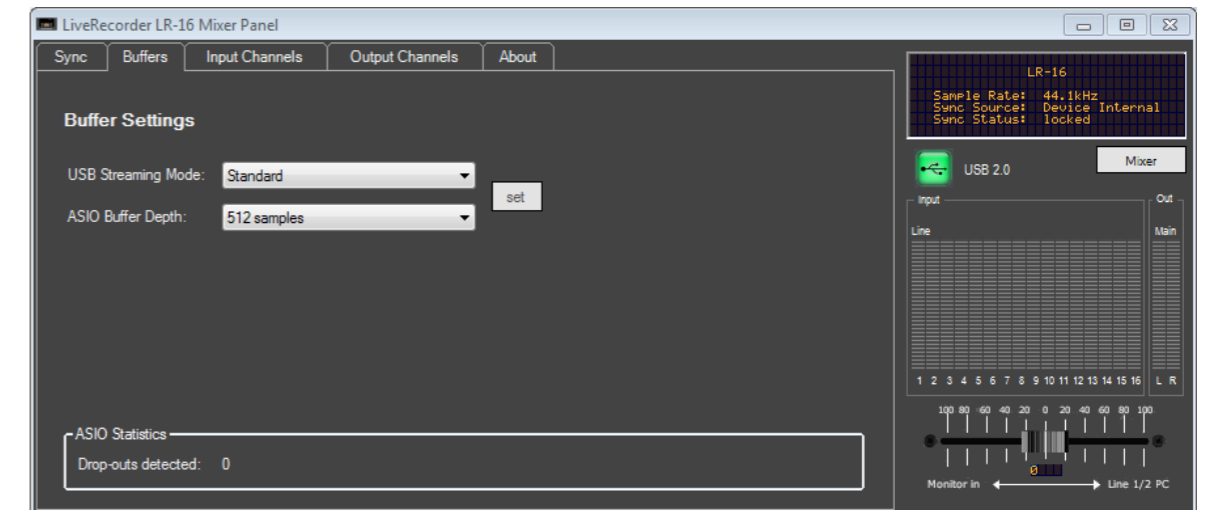 LiveRecorder LR-16 Mixer Panel
Sync Buffers Input Channels Output Channels About
Buffer Settings
USB Streaming Mode: Standard
ASIO Buffer Depth: 512 samples
set
ASIO Statistics
Drop-outs detected: 0
LR-16
Sample Rate: 44.1kHz
Sync Source: Device Internal
Sync Status: locked
USB 2.0
Mixer
Input Out
Line Main
1 2 3 4 5 6 7 8 9 10 11 12 13 14 15 16 L R
100 80 60 40 20 0 20 40 60 80 100
0
Monitor in Line 1/2 PC